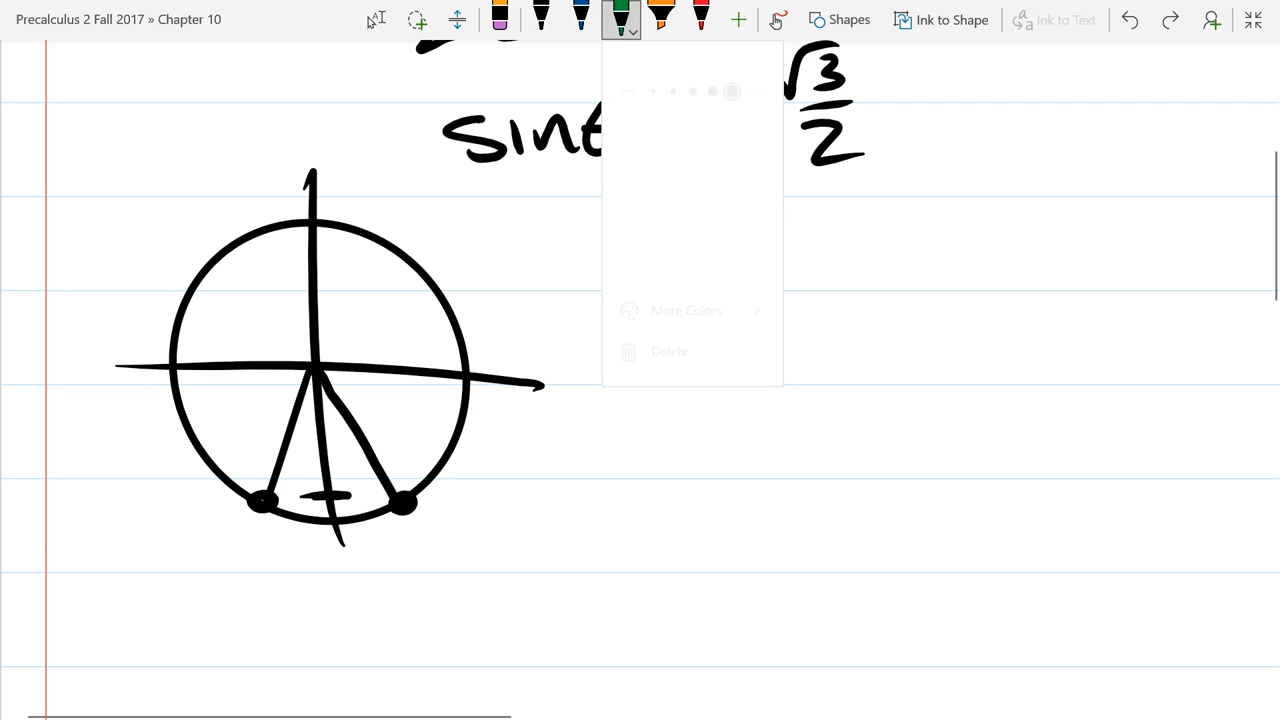 Precalculus 2 Fall 2017 » Chapter 10
Shapes
Ink to Shape
Ink to Text
sinθ
√3
2
More Colors
Delete